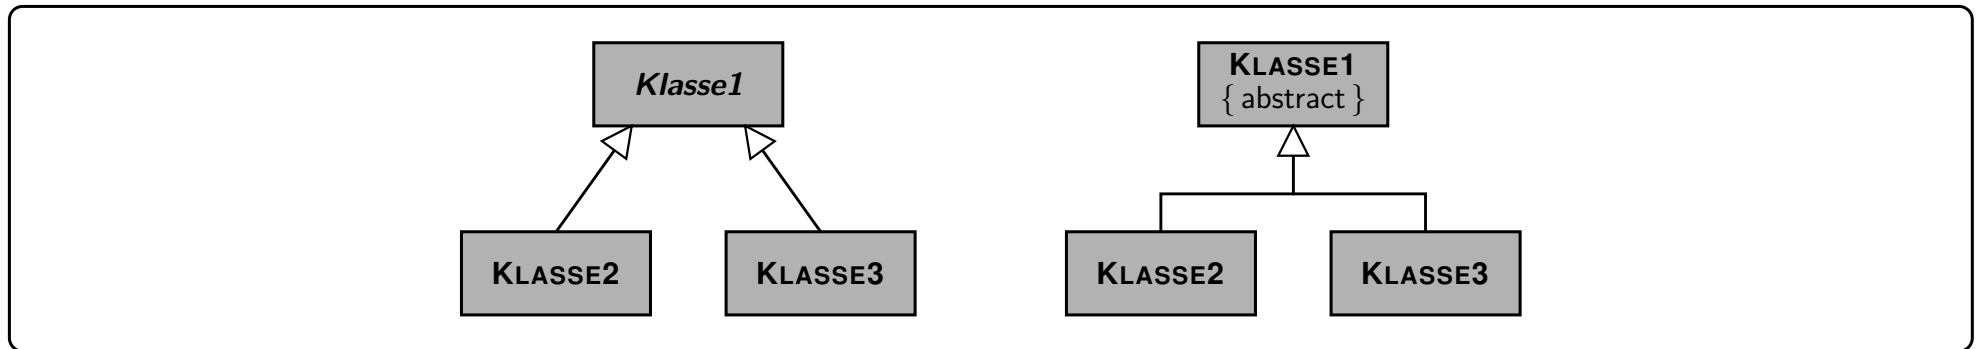 Klasse1
KLASSE1
{ abstract }
KLASSE2
KLASSE3
KLASSE2
KLASSE3